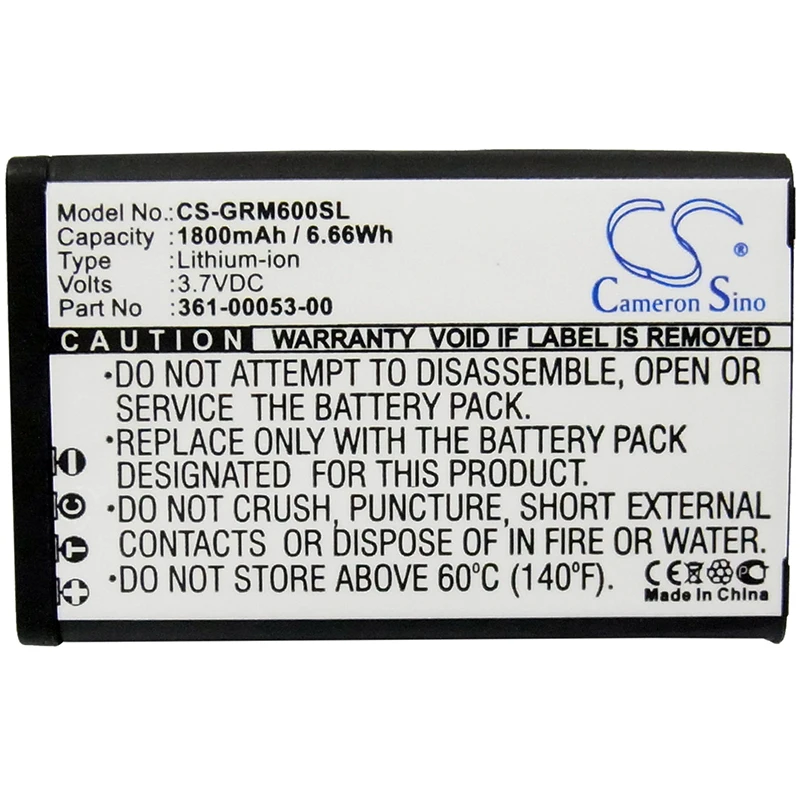 Model No.: CS-GRM600SL
Capacity : 1800mAh / 6.66Wh
Type : Lithium-ion
Volts : 3.7VDC
Part No : 361-00053-00
CS ®
Cameron Sino
CAUTION WARRANTY VOID IF LABEL IS REMOVED
·DO NOT ATTEMPT TO DISASSEMBLE, OPEN OR
SERVICE THE BATTERY PACK.
·REPLACE ONLY WITH THE BATTERY PACK
DESIGNATED FOR THIS PRODUCT.
·DO NOT CRUSH, PUNCTURE, SHORT EXTERNAL
CONTACTS OR DISPOSE OF IN FIRE OR WATER.
·DO NOT STORE ABOVE 60°C (140°F).
CE
Made In China
-
C
T
+